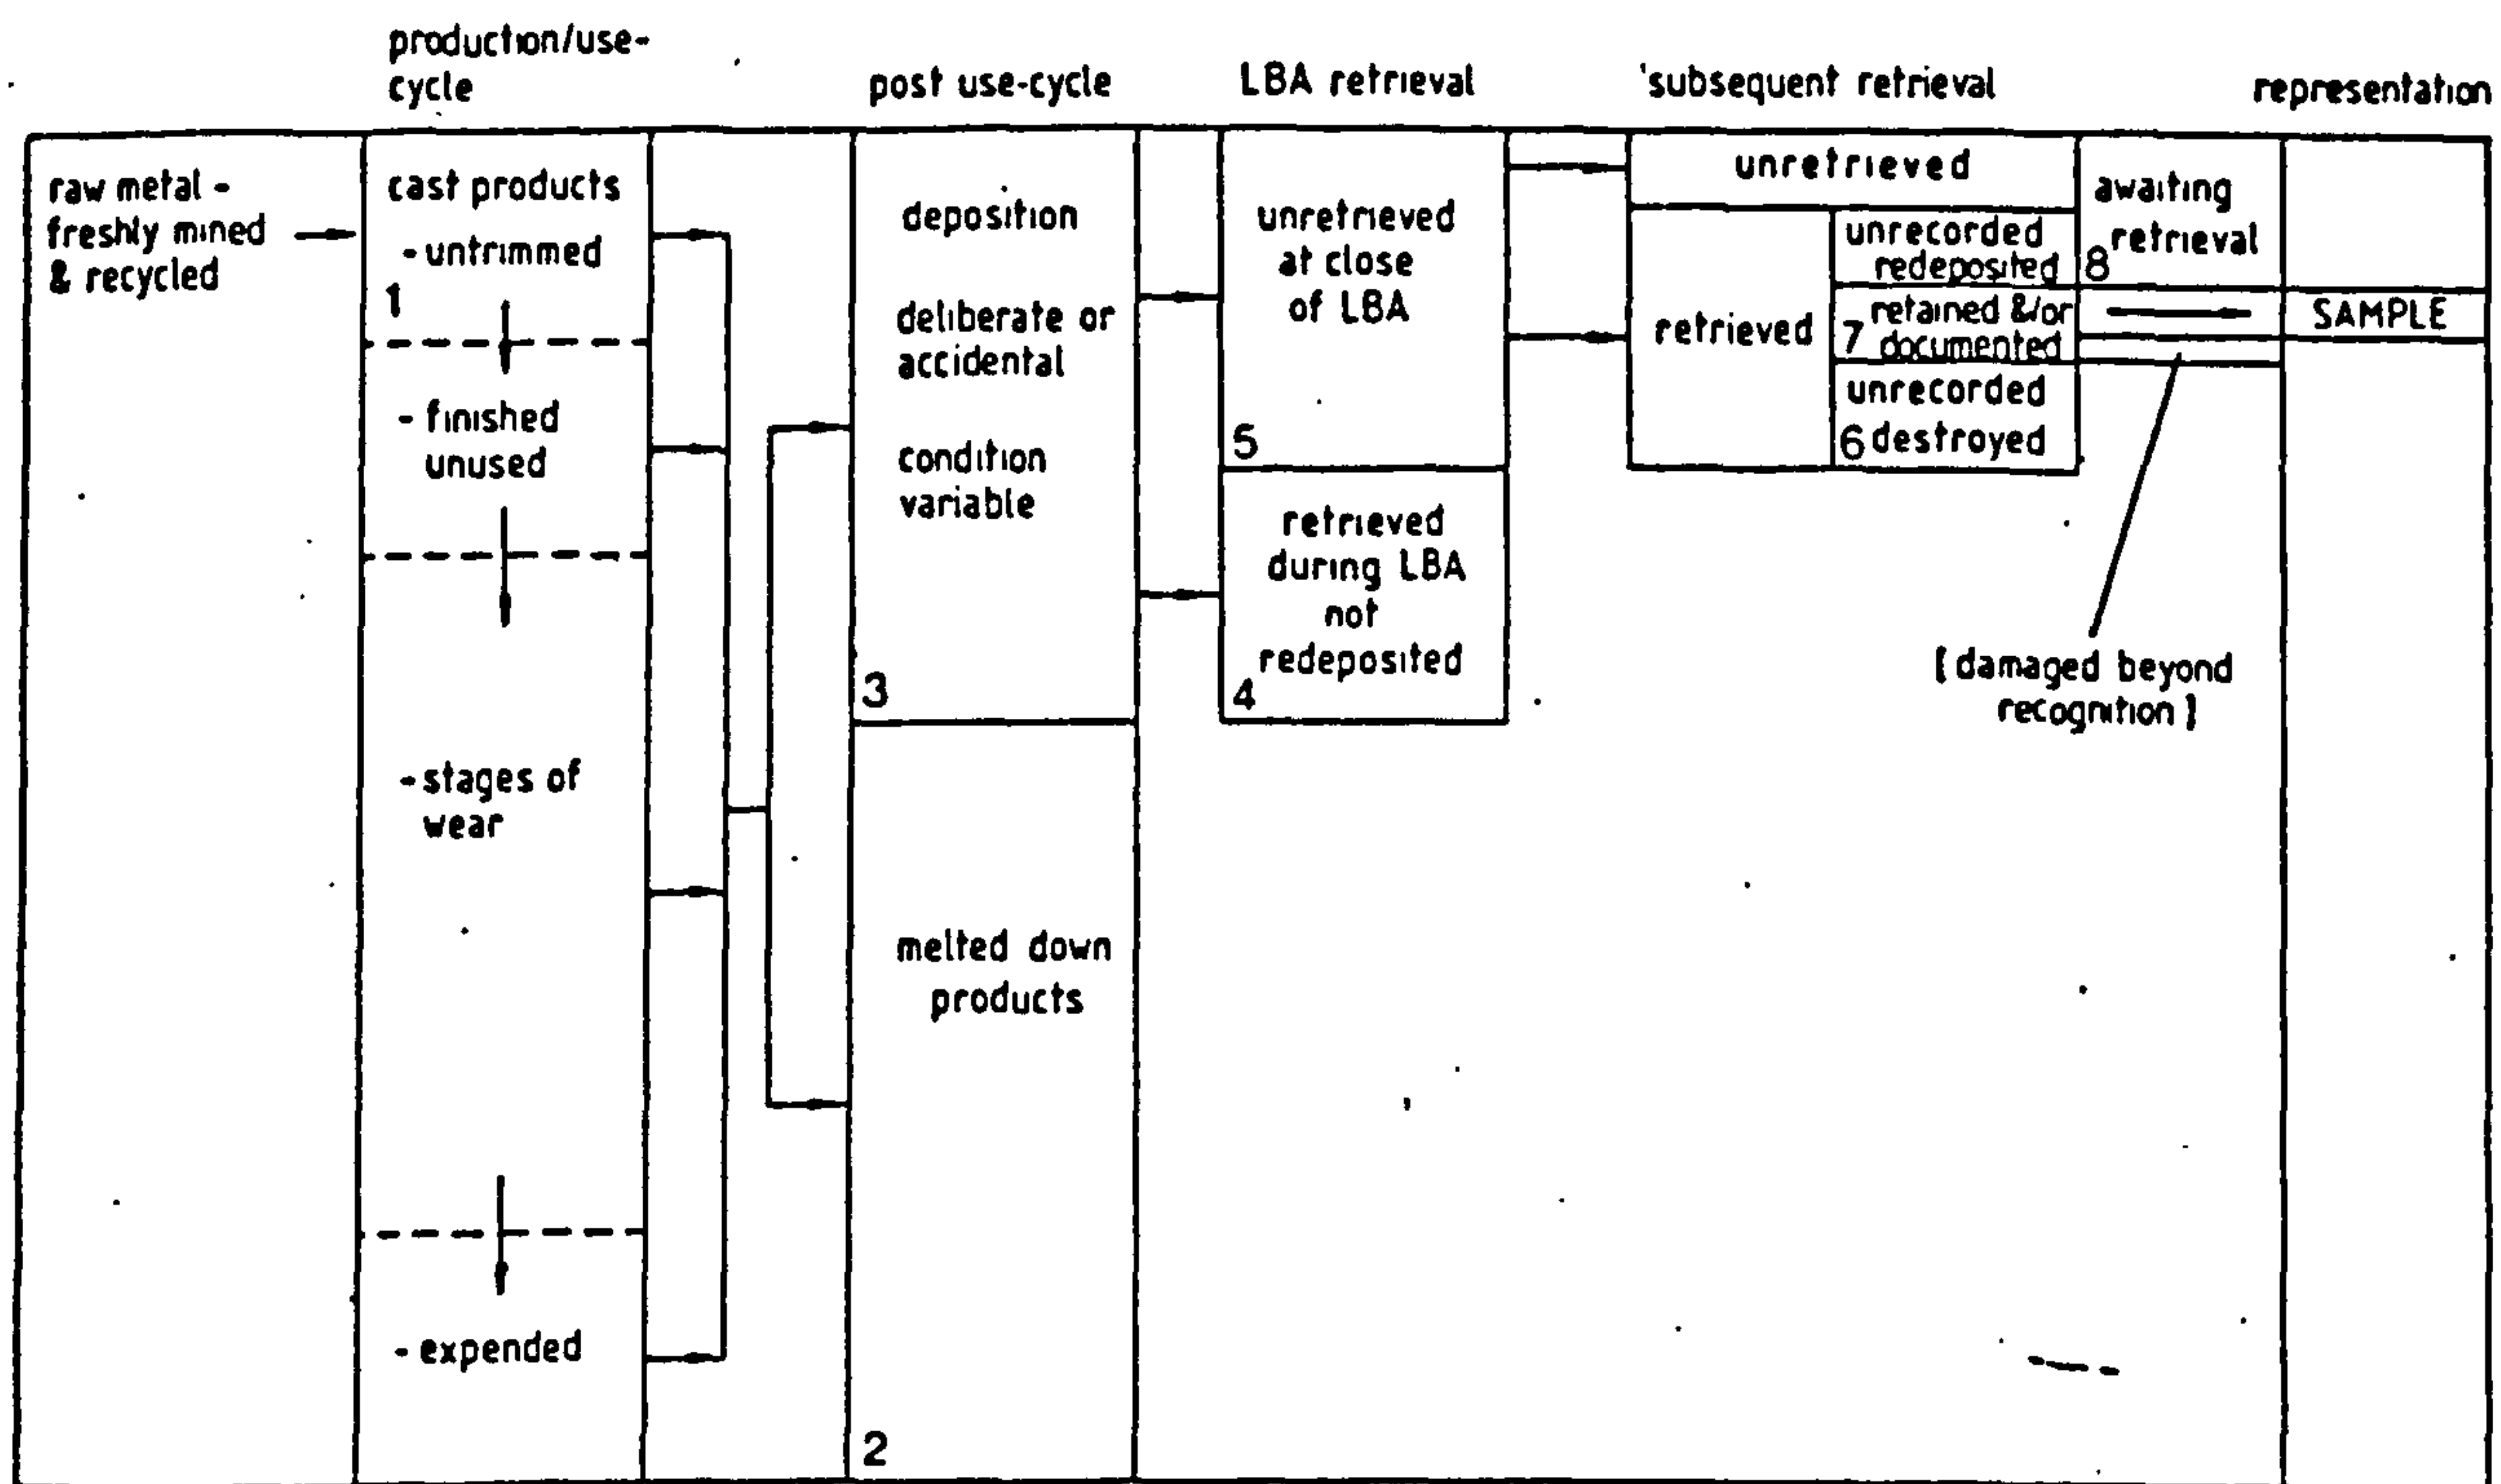 production/use-
cycle
post use-cycle
LBA retrieval
subsequent retrieval
representation
raw metal -
freshly mined
& recycled
cast products
- untrimmed
1
- finished
unused
- stages of
wear
- expended
deposition
deliberate or
accidental
condition
variable
3
melted down
products
2
unretrieved
at close
of LBA
5
retrieved
during LBA
not
redeposited
4
unretrieved
retrieved
unrecorded
redeposited
7 retained &/or
documented
unrecorded
6 destroyed
awaiting
8 retrieval
SAMPLE
[damaged beyond
recognition]